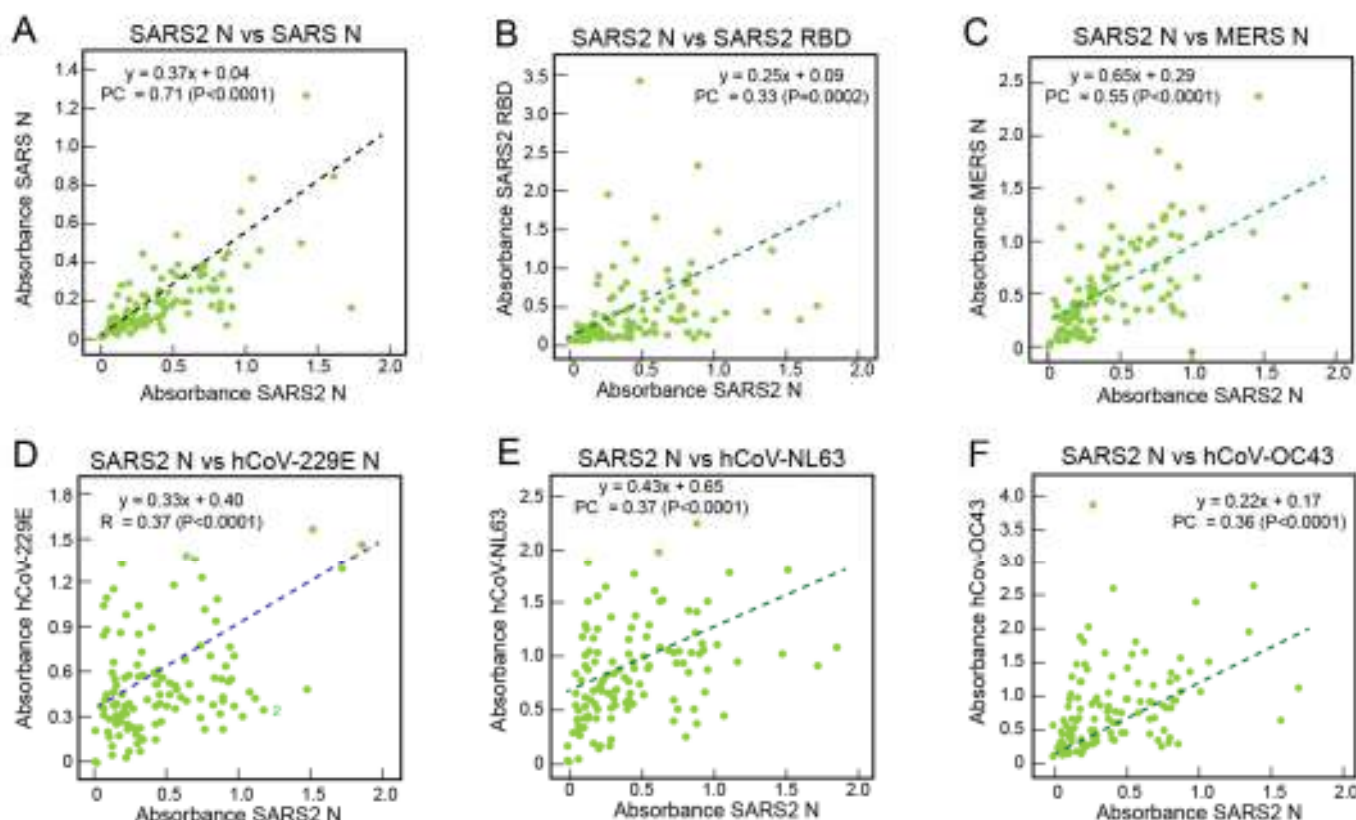 A
SARS2 N vs SARS N
y = 0.37x + 0.04
PC = 0.71 (P<0.0001)
Absorbance SARS N
1.4
1.2
1.0
0.8
0.6
0.4
0.2
0
0 0.5 1.0 1.5 2.0
Absorbance SARS2 N
B
SARS2 N vs SARS2 RBD
y = 0.25x + 0.09
PC = 0.33 (P=0.0002)
Absorbance SARS2 RBD
3.5
3.0
2.5
2.0
1.5
1.0
0.5
0
0 0.5 1.0 1.5 2.0
Absorbance SARS2 N
C
SARS2 N vs MERS N
y = 0.65x + 0.29
PC = 0.55 (P<0.0001)
Absorbance MERS N
2.5
2.0
1.5
1.0
0.5
0
0 0.5 1.0 1.5 2.0
Absorbance SARS2 N
D
SARS2 N vs hCoV-229E N
y = 0.33x + 0.40
R = 0.37 (P<0.0001)
Absorbance hCoV-229E
1.8
1.5
1.2
0.9
0.6
0.3
0
2
0 0.5 1.0 1.5 2.0
Absorbance SARS2 N
E
SARS2 N vs hCoV-NL63
y = 0.43x + 0.65
PC = 0.37 (P<0.0001)
Absorbance hCoV-NL63
2.5
2.0
1.5
1.0
0.5
0
0 0.5 1.0 1.5 2.0
Absorbance SARS2 N
F
SARS2 N vs hCoV-OC43
y = 0.22x + 0.17
PC = 0.36 (P<0.0001)
Absorbance hCov-OC43
4.0
3.5
3.0
2.5
2.0
1.5
1.0
0.5
0
0 0.5 1.0 1.5 2.0
Absorbance SARS2 N